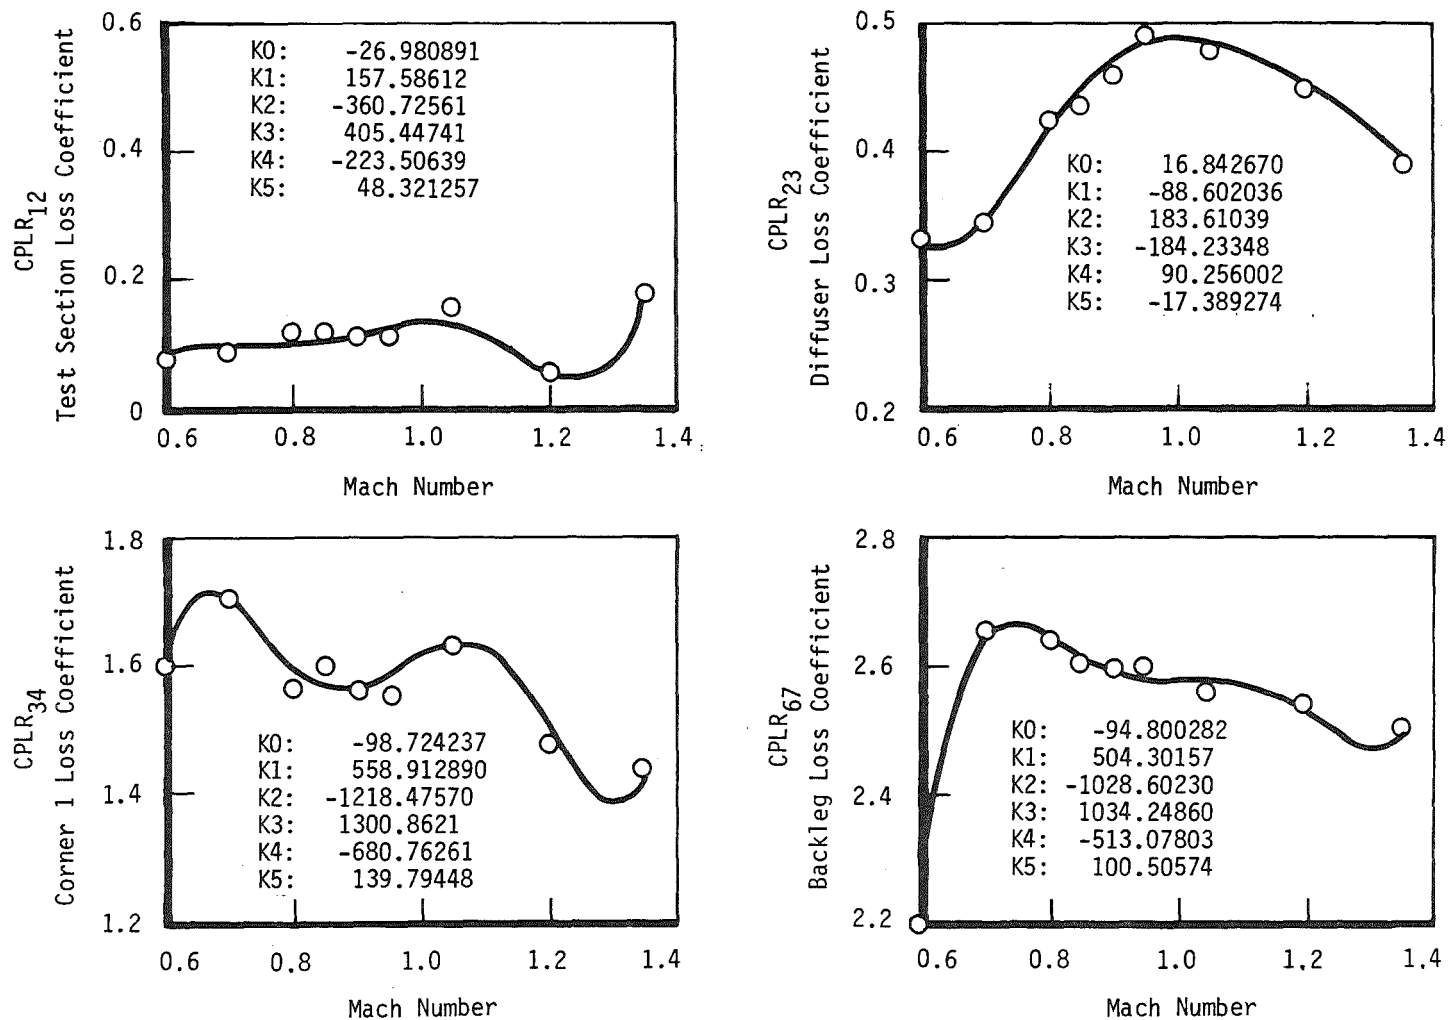 CPLR12
Test Section Loss Coefficient
0.6
0.4
0.2
0
K0: -26.980891
K1: 157.58612
K2: -360.72561
K3: 405.44741
K4: -223.50639
K5: 48.321257
0.6 0.8 1.0 1.2 1.4
Mach Number
CPLR23
Diffuser Loss Coefficient
0.5
0.4
0.3
0.2
K0: 16.842670
K1: -88.602036
K2: 183.61039
K3: -184.23348
K4: 90.256002
K5: -17.389274
0.6 0.8 1.0 1.2 1.4
Mach Number
CPLR34
Corner 1 Loss Coefficient
1.8
1.6
1.4
1.2
K0: -98.724237
K1: 558.912890
K2: -1218.47570
K3: 1300.8621
K4: -680.76261
K5: 139.79448
0.6 0.8 1.0 1.2 1.4
Mach Number
CPLR67
Backleg Loss Coefficient
2.8
2.6
2.4
2.2
K0: -94.800282
K1: 504.30157
K2: -1028.60230
K3: 1034.24860
K4: -513.07803
K5: 100.50574
0.6 0.8 1.0 1.2 1.4
Mach Number